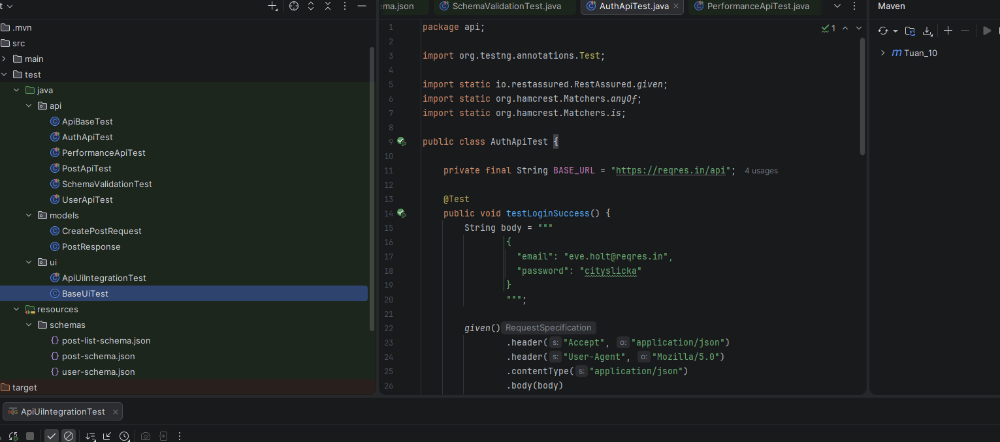 t
.mvn
src
main
test
java
api
ApiBaseTest
AuthApiTest
PerformanceApiTest
PostApiTest
SchemaValidationTest
UserApiTest
models
CreatePostRequest
PostResponse
ui
ApiUiIntegrationTest
BaseUiTest
resources
schemas
post-list-schema.json
post-schema.json
user-schema.json
target
ema.json SchemaValidationTest.java AuthApiTest.java PerformanceApiTest.java
1 package api;
2
3 import org.testng.annotations.Test;
4
5 import static io.restassured.RestAssured.given;
6 import static org.hamcrest.Matchers.anyOf;
7 import static org.hamcrest.Matchers.is;
8
9 public class AuthApiTest {
10
11 private final String BASE_URL = "https://reqres.in/api"; 4 usages
12
13 @Test
14 public void testLoginSuccess() {
15 String body = """
16 {
17 "email": "eve.holt@reqres.in",
18 "password": "cityslicka"
19 }
20 """;
21
22 given() RequestSpecification
23 .header( s: "Accept", o: "application/json")
24 .header( s: "User-Agent", o: "Mozilla/5.0")
25 .contentType( s: "application/json")
26 .body(body)
1
Maven
m Tuan_10
ApiUiIntegrationTest